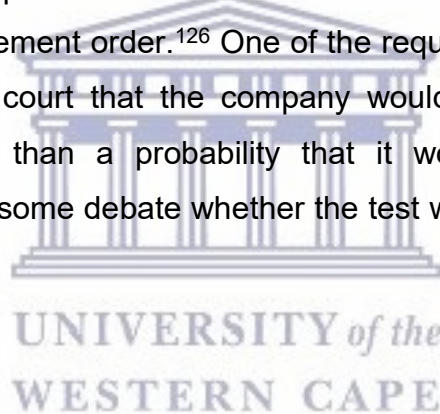 ement order.¹²⁶ One of the requ
court that the company would
than a probability that it wo
some debate whether the test w
UNIVERSITY of the
WESTERN CAPE